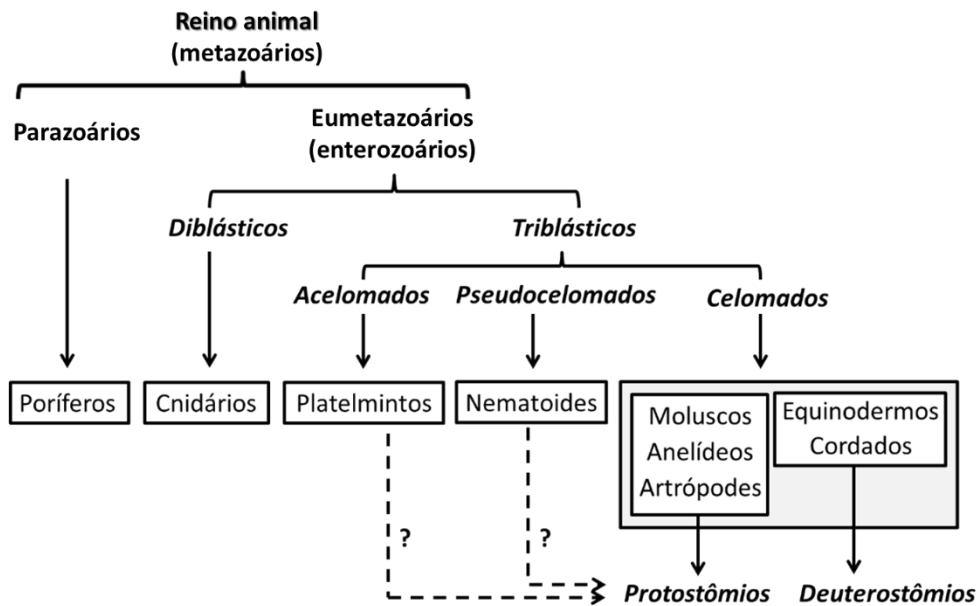 Reino animal
(metazoários)
Parazoários
Eumetazoários
(enterozoários)
Diblásticos
Triblásticos
Acelomados
Pseudocelomados
Celomados
Poríferos
Cnidários
Platelmintos
Nematoides
Moluscos
Anelídeos
Artrópodes
Equinodermos
Cordados
?
?
Protostômios
Deuterostômios